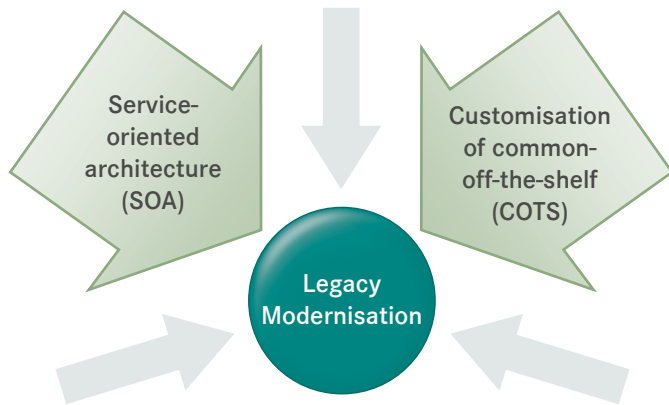 Service-
oriented
architecture
(SOA)
Customisation
of common-
off-the-shelf
(COTS)
Legacy
Modernisation